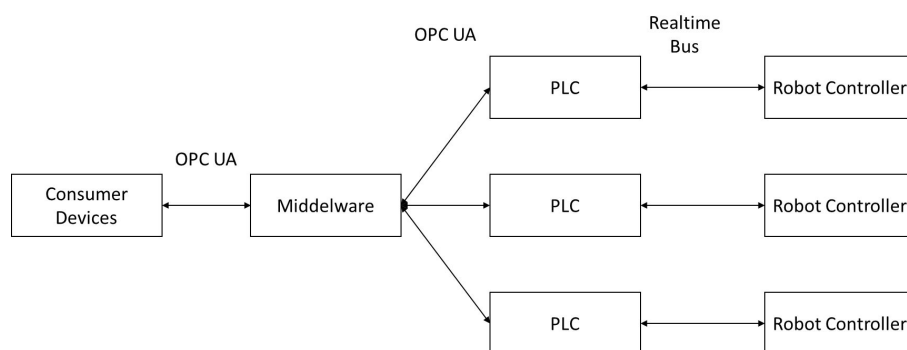 OPC UA
Realtime
Bus
PLC
Robot Controller
OPC UA
Consumer
Devices
Middelware
PLC
Robot Controller
PLC
Robot Controller